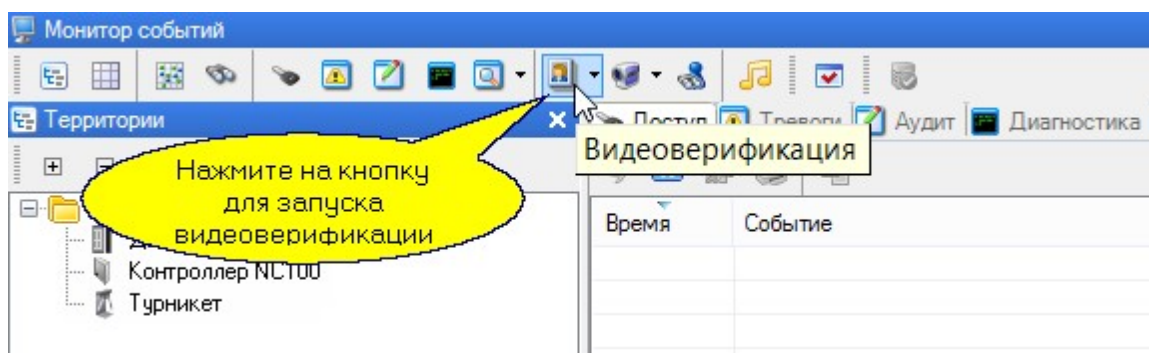 Монитор событий
Территории
Доступ Тревоги Аудит Диагностика
Видеоверификация
Нажмите на кнопку
для запуска
видеоверификации
Время Событие
Контроллер NC100
Турникет